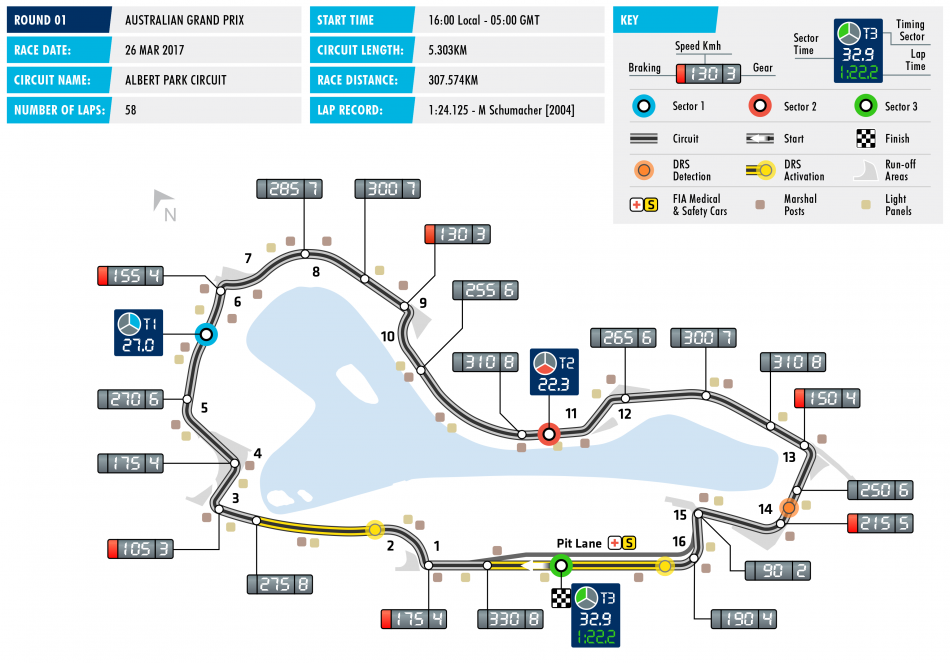 ROUND 01 AUSTRALIAN GRAND PRIX
RACE DATE: 26 MAR 2017
CIRCUIT NAME: ALBERT PARK CIRCUIT
NUMBER OF LAPS: 58
START TIME 16:00 Local - 05:00 GMT
CIRCUIT LENGTH: 5.303KM
RACE DISTANCE: 307.574KM
LAP RECORD: 1:24.125 - M Schumacher [2004]
KEY
Speed Kmh
Braking 130 3 Gear
Sector
Time
T3
32.9
1:22.2
Timing
Sector
Lap
Time
Sector 1
Sector 2
Sector 3
Circuit
Start
Finish
DRS
Detection
DRS
Activation
Run-off
Areas
S
FIA Medical
& Safety Cars
Marshal
Posts
Light
Panels
N
285 7
300 7
130 3
7
8
155 4
6
9
255 6
T1
27.0
10
310 8
T2
22.3
265 6
300 7
310 8
270 6
5
11
12
150 4
175 4
4
13
3
250 6
15
14
215 5
105 3
2
1
Pit Lane S
16
90 2
275 8
175 4
330 8
T3
32.9
1:22.2
190 4